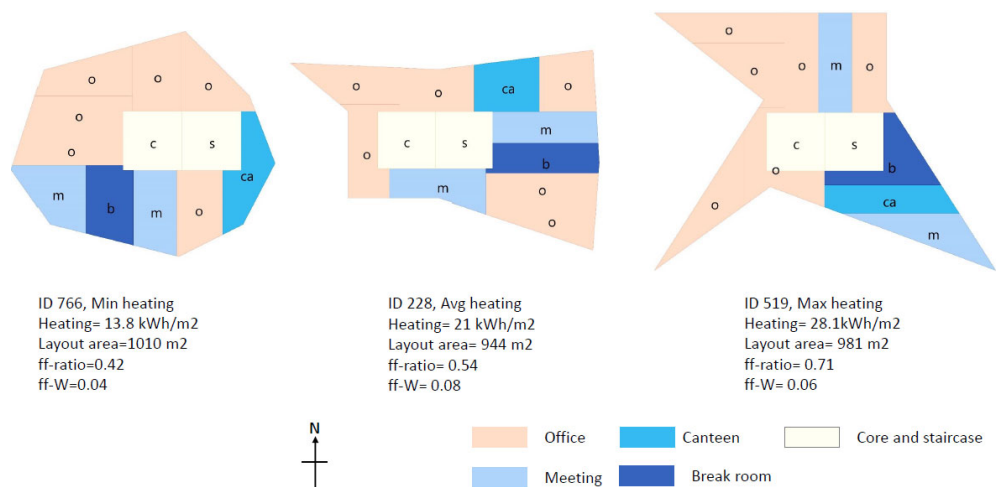 o o o
o
o
c s
ca
m b m o
o o ca o
c s m
o b
m o
o
o o o m o
c s
b
o o ca
m
ID 766, Min heating
Heating= 13.8 kWh/m2
Layout area=1010 m2
ff-ratio=0.42
ff-W=0.04
ID 228, Avg heating
Heating= 21 kWh/m2
Layout area= 944 m2
ff-ratio= 0.54
ff-W= 0.08
ID 519, Max heating
Heating= 28.1kWh/m2
Layout area= 981 m2
ff-ratio= 0.71
ff-W= 0.06
N
Office
Canteen
Core and staircase
Meeting
Break room